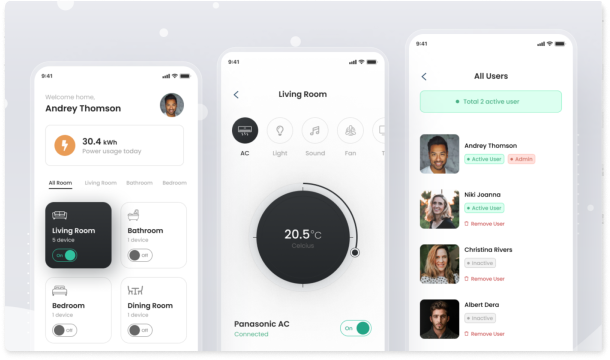 9:41
Welcome home,
Andrey Thomson
30.4 kWh
Power usage today
All Room
Living Room
Bathroom
Bedroom
Living Room
5 device
On
Bathroom
1 device
Off
Bedroom
1 device
Off
Dining Room
1 device
Off
9:41
Living Room
AC
Light
Sound
Fan
20.5°C
Celcius
Panasonic AC
Connected
On
9:41
All Users
Total 2 active user
Andrey Thomson
Active User
Admin
Niki Joanna
Active User
Remove User
Christina Rivers
Inactive
Remove User
Albert Dera
Inactive
Remove User